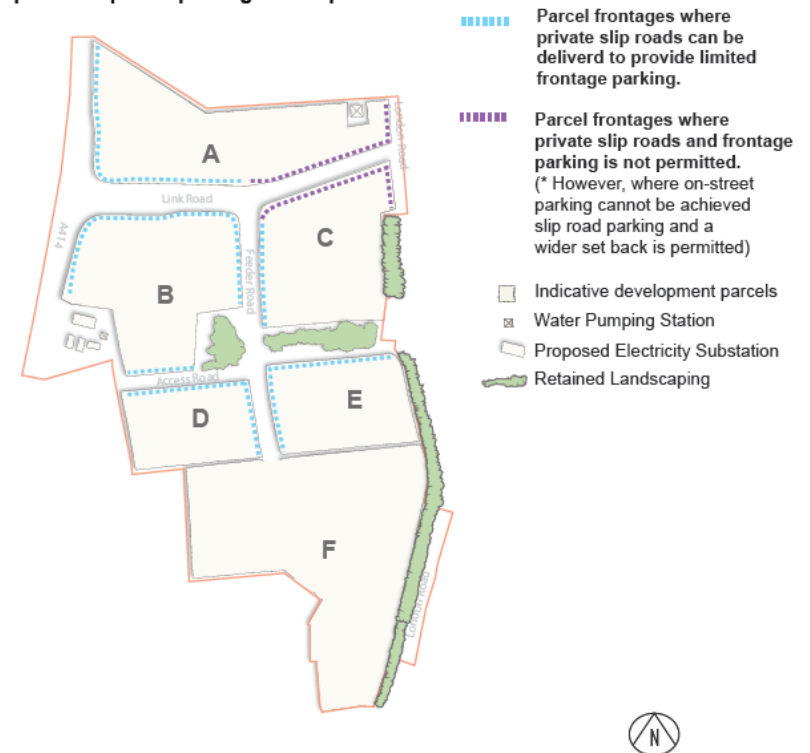 Parcel frontages where
private slip roads can be
deliverd to provide limited
frontage parking.
Parcel frontages where
private slip roads and frontage
parking is not permitted.
(* However, where on-street
parking cannot be achieved
slip road parking and a
wider set back is permitted)
Indicative development parcels
Water Pumping Station
Proposed Electricity Substation
Retained Landscaping
A
London Road
Link Road
A414
C
B
Feeder Road
Access Road
E
D
F
London Road
N